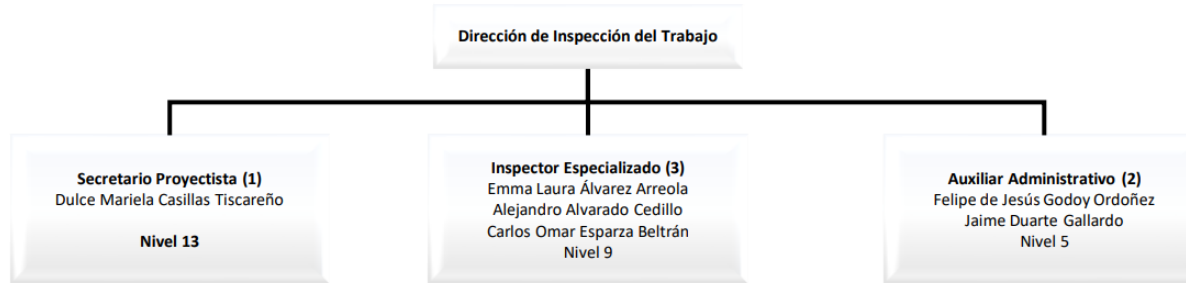 Dirección de Inspección del Trabajo
Secretario Proyectista (1)
Dulce Mariela Casillas Tiscareño
Nivel 13
Inspector Especializado (3)
Emma Laura Álvarez Arreola
Alejandro Alvarado Cedillo
Carlos Omar Esparza Beltrán
Nivel 9
Auxiliar Administrativo (2)
Felipe de Jesús Godoy Ordoñez
Jaime Duarte Gallardo
Nivel 5